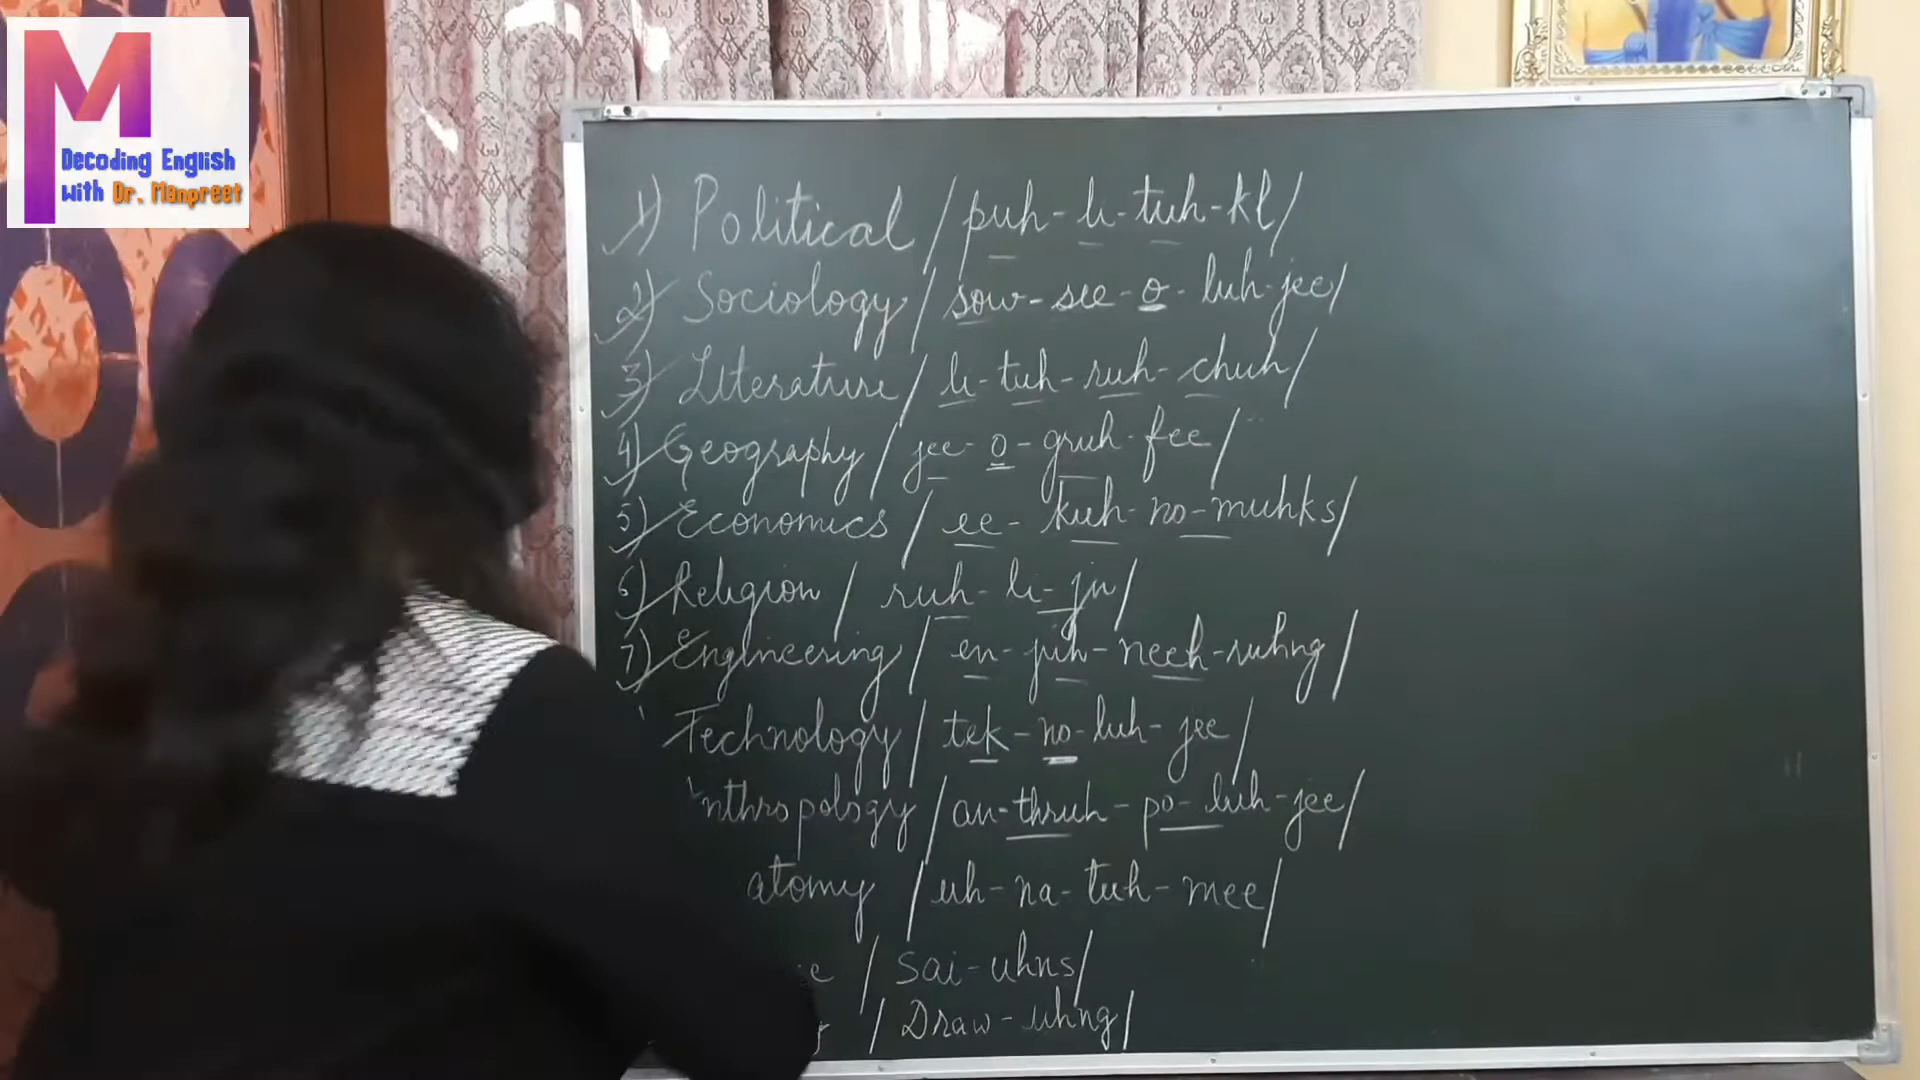 M
Decoding English
with Dr. Manpreet
1) Political / puh-li-tuh-kl/
2) Sociology / sow-see-o-luh-jee/
3) Literature / li-tuh-ruh-chuh/
4) Geography / jee-o-gruh-fee/
5) Economics / ee-kuh-no-muhks/
6) Religion / ruh-li-jn/
7) Engineering / en-jih-neeh-ruhng/
Technology / tek-no-luh-jee/
nthropology / an-thruh-po-luh-jee/
atomy / uh-na-tuh-mee/
/ Sai-uhns/
/ Draw-uhng/